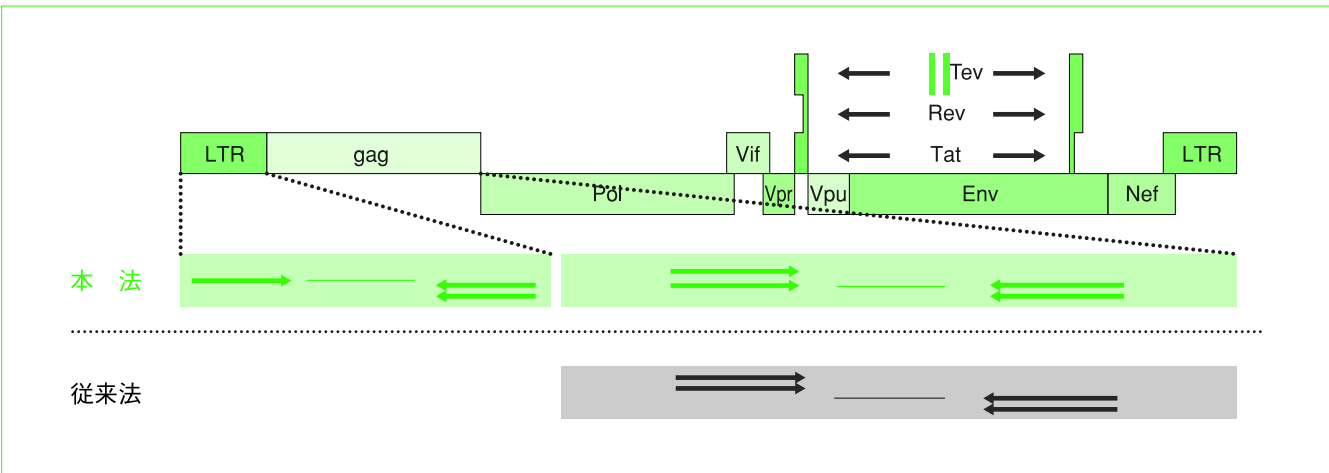 Tev
Rev
Tat
LTR
gag
Vif
LTR
Pol
Vpr
Vpu
Env
Nef
本 法
従来法